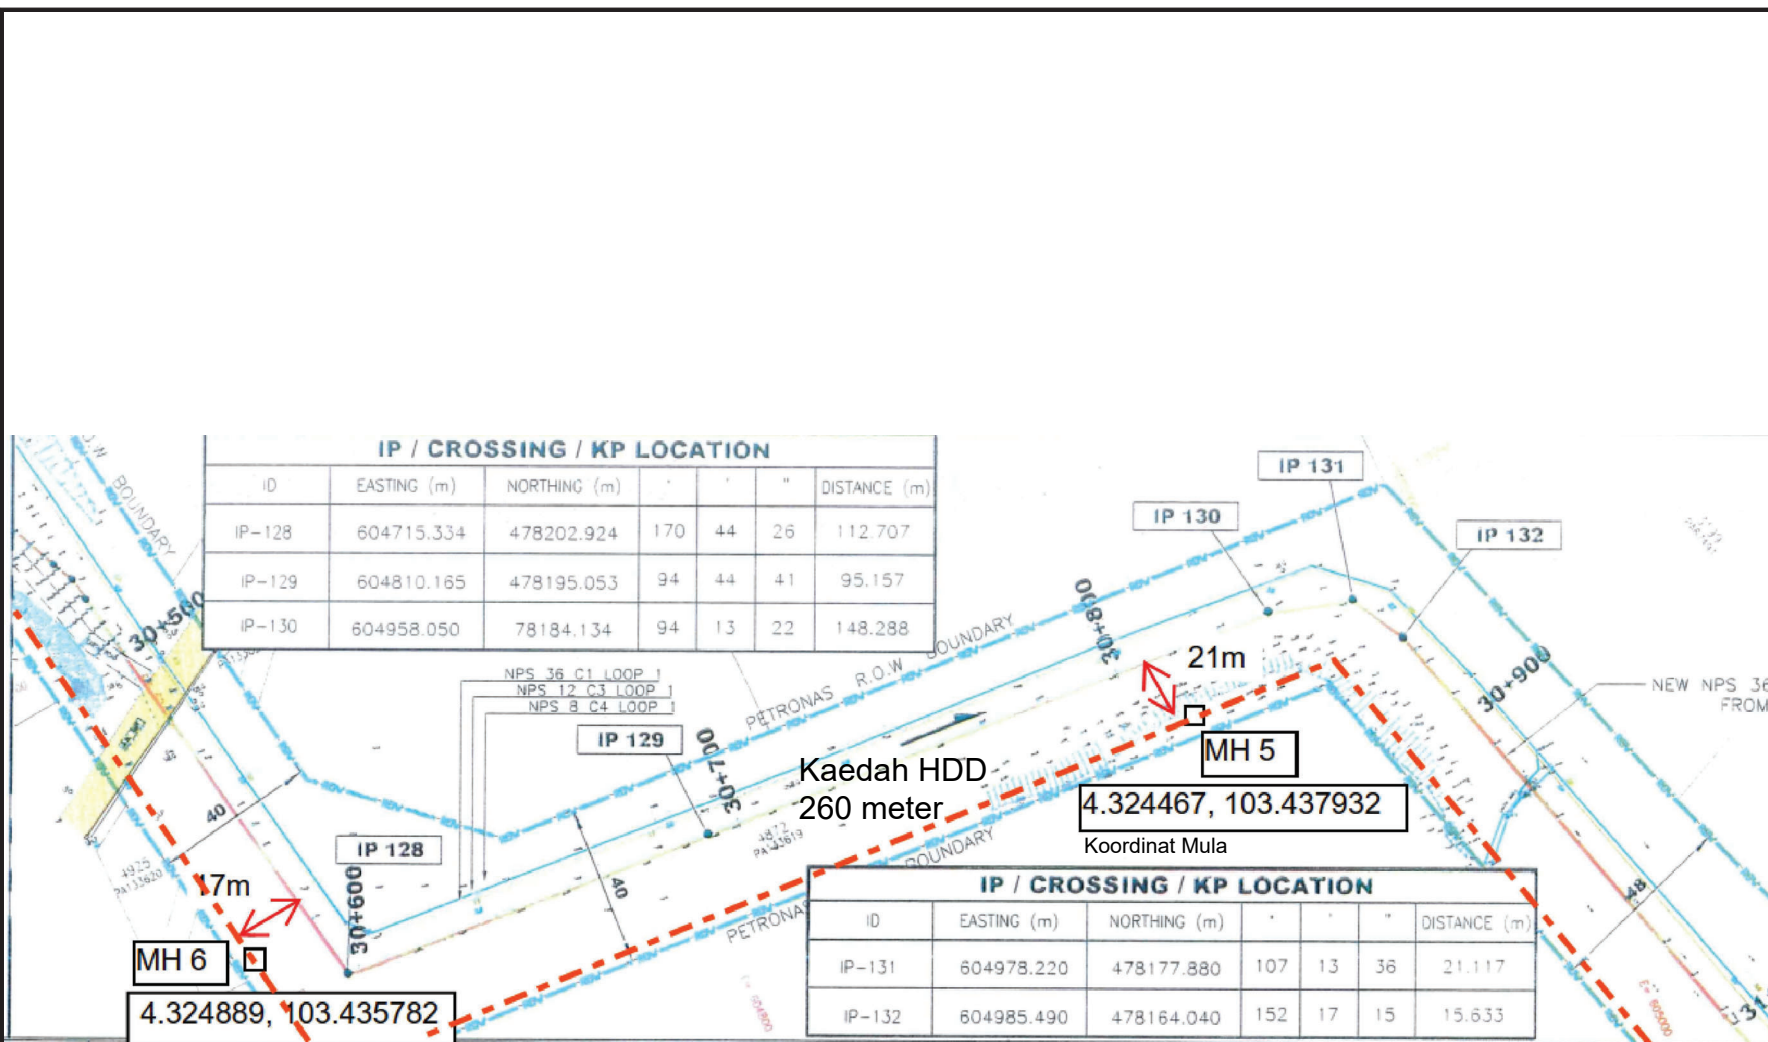 IP / CROSSING / KP LOCATION
ID EASTING (m) NORTHING (m) ° ' " DISTANCE (m)
IP-128 604715.334 478202.924 170 44 26 112.707
IP-129 604810.165 478195.053 94 44 41 95.157
IP-130 604958.050 78184.134 94 13 22 148.288
O.W BOUNDARY
30+500
NPS 36 C1 LOOP 1
NPS 12 C3 LOOP 1
NPS 8 C4 LOOP 1
IP 131
IP 130
IP 132
PETRONAS R.O.W BOUNDARY
30+800
21m
30+900
NEW NPS 36
FROM
IP 129
30+700
Kaedah HDD
260 meter
MH 5
4.324467, 103.437932
Koordinat Mula
4872
PA133619
40
IP 128
30+600
40
4925
PA133620
17m
MH 6
4.324889, 103.435782
PETRONAS
BOUNDARY
48
IP / CROSSING / KP LOCATION
ID EASTING (m) NORTHING (m) ° ' " DISTANCE (m)
IP-131 604978.220 478177.880 107 13 36 21.117
IP-132 604985.490 478164.040 152 17 15 15.633
E= 605000